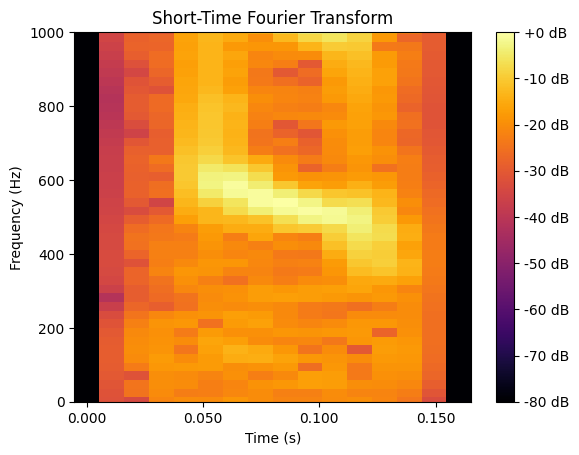 Short-Time Fourier Transform
1000
800
600
400
200
0
Frequency (Hz)
0.000
0.050
0.100
0.150
Time (s)
+0 dB
-10 dB
-20 dB
-30 dB
-40 dB
-50 dB
-60 dB
-70 dB
-80 dB